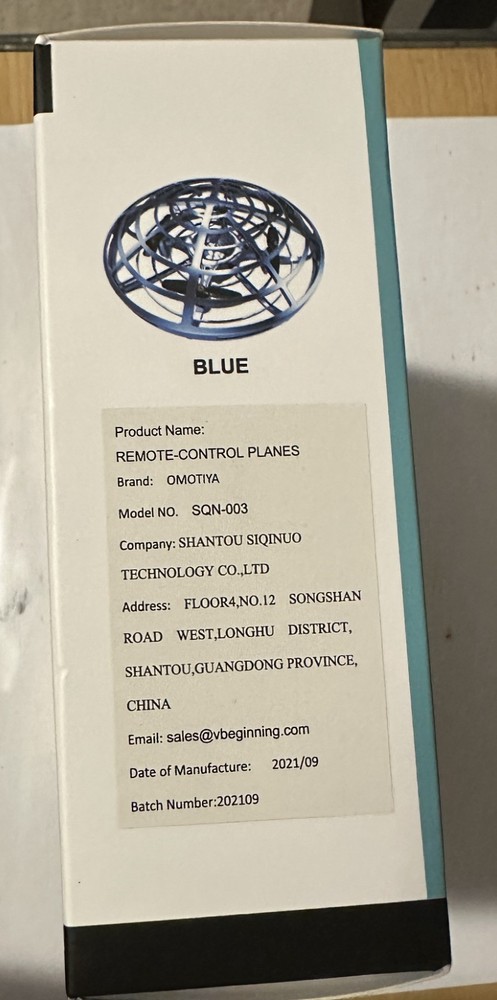 BLUE
Product Name:
REMOTE-CONTROL PLANES
Brand: OMOTIYA
Model NO. SQN-003
Company: SHANTOU SIQINUO
TECHNOLOGY CO.,LTD
Address: FLOOR4,NO.12 SONGSHAN
ROAD WEST,LONGHU DISTRICT,
SHANTOU,GUANGDONG PROVINCE,
CHINA
Email: sales@vbeginning.com
Date of Manufacture: 2021/09
Batch Number:202109